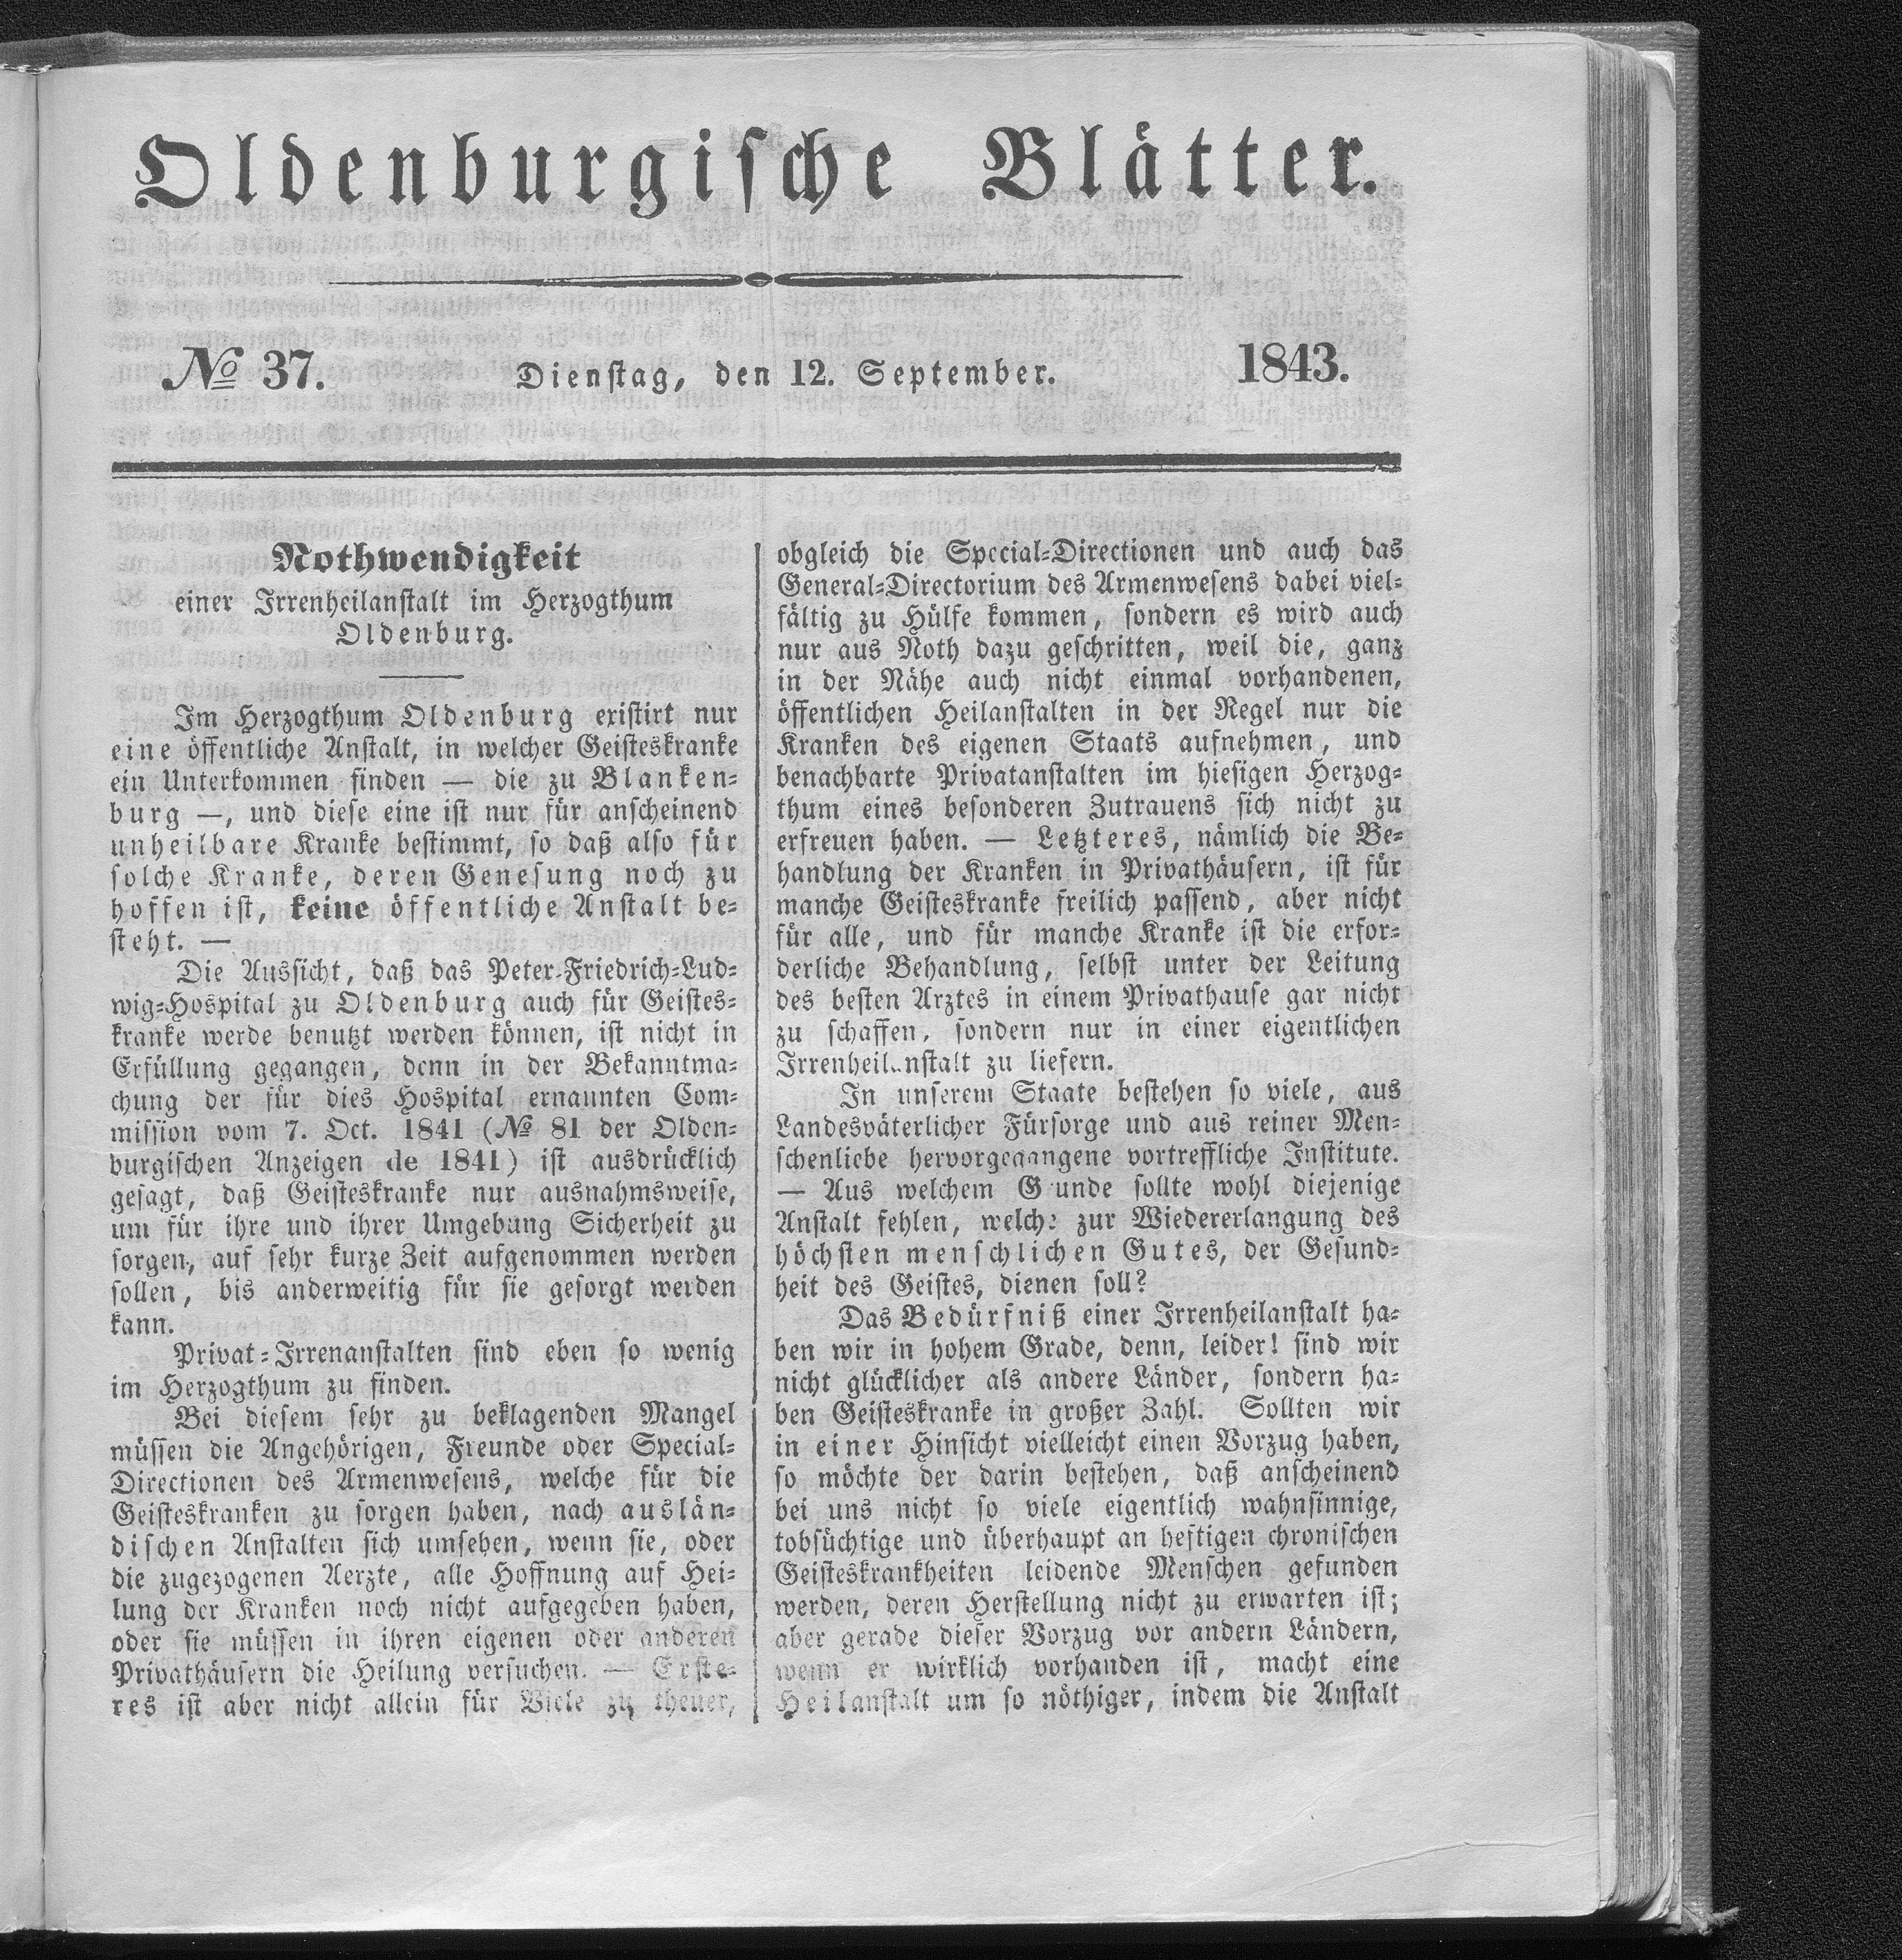 Oldenburgische Blätter.
No 37.
Dienstag, den 12. September.
1843.
Nothwendigkeit
einer Irrenheilanstalt im Herzogthum
Oldenburg.
Im Herzogthum Oldenburg existirt nur
eine öffentliche Anstalt, in welcher Geisteskranke
ein Unterkommen finden — die zu Blanken-
burg —, und diese eine ist nur für anscheinend
unheilbare Kranke bestimmt, so daß also für
solche Kranke, deren Genesung noch zu
hoffen ist, keine öffentliche Anstalt be-
steht. —
Die Aussicht, daß das Peter-Friedrich-Lud-
wig-Hospital zu Oldenburg auch für Geistes-
kranke werde benutzt werden können, ist nicht in
Erfüllung gegangen, denn in der Bekanntma-
chung der für dies Hospital ernannten Com-
mission vom 7. Oct. 1841 (No 81 der Olden-
burgischen Anzeigen de 1841) ist ausdrücklich
gesagt, daß Geisteskranke nur ausnahmsweise,
um für ihre und ihrer Umgebung Sicherheit zu
sorgen, auf sehr kurze Zeit aufgenommen werden
sollen, bis anderweitig für sie gesorgt werden
kann.
Privat-Irrenanstalten sind eben so wenig
im Herzogthum zu finden.
Bei diesem sehr zu beklagenden Mangel
müssen die Angehörigen, Freunde oder Special-
Directionen des Armenwesens, welche für die
Geisteskranken zu sorgen haben, nach auslän-
dischen Anstalten sich umsehen, wenn sie, oder
die zugezogenen Aerzte, alle Hoffnung auf Hei-
lung der Kranken noch nicht aufgegeben haben,
oder sie müssen in ihren eigenen oder anderen
Privathäusern die Heilung versuchen. — Erste-
res ist aber nicht allein für Viele zu theuer,
obgleich die Special-Directionen und auch das
General-Directorium des Armenwesens dabei viel-
fältig zu Hülfe kommen, sondern es wird auch
nur aus Noth dazu geschritten, weil die, ganz
in der Nähe auch nicht einmal vorhandenen,
öffentlichen Heilanstalten in der Regel nur die
Kranken des eigenen Staats aufnehmen, und
benachbarte Privatanstalten im hiesigen Herzog-
thum eines besonderen Zutrauens sich nicht zu
erfreuen haben. — Letzteres, nämlich die Be-
handlung der Kranken in Privathäusern, ist für
manche Geisteskranke freilich passend, aber nicht
für alle, und für manche Kranke ist die erfor-
derliche Behandlung, selbst unter der Leitung
des besten Arztes in einem Privathause gar nicht
zu schaffen, sondern nur in einer eigentlichen
Irrenheilanstalt zu liefern.
In unserem Staate bestehen so viele, aus
Landesväterlicher Fürsorge und aus reiner Men-
schenliebe hervorgegangene vortreffliche Institute.
— Aus welchem Grunde sollte wohl diejenige
Anstalt fehlen, welche zur Wiedererlangung des
höchsten menschlichen Gutes, der Gesund-
heit des Geistes, dienen soll?
Das Bedürfniß einer Irrenheilanstalt ha-
ben wir in hohem Grade, denn, leider! sind wir
nicht glücklicher als andere Länder, sondern ha-
ben Geisteskranke in großer Zahl. Sollten wir
in einer Hinsicht vielleicht einen Vorzug haben,
so möchte der darin bestehen, daß anscheinend
bei uns nicht so viele eigentlich wahnsinnige,
tobsüchtige und überhaupt an heftigen chronischen
Geisteskrankheiten leidende Menschen gefunden
werden, deren Herstellung nicht zu erwarten ist;
aber gerade dieser Vorzug vor andern Ländern,
wenn er wirklich vorhanden ist, macht eine
Heilanstalt um so nöthiger, indem die Anstalt